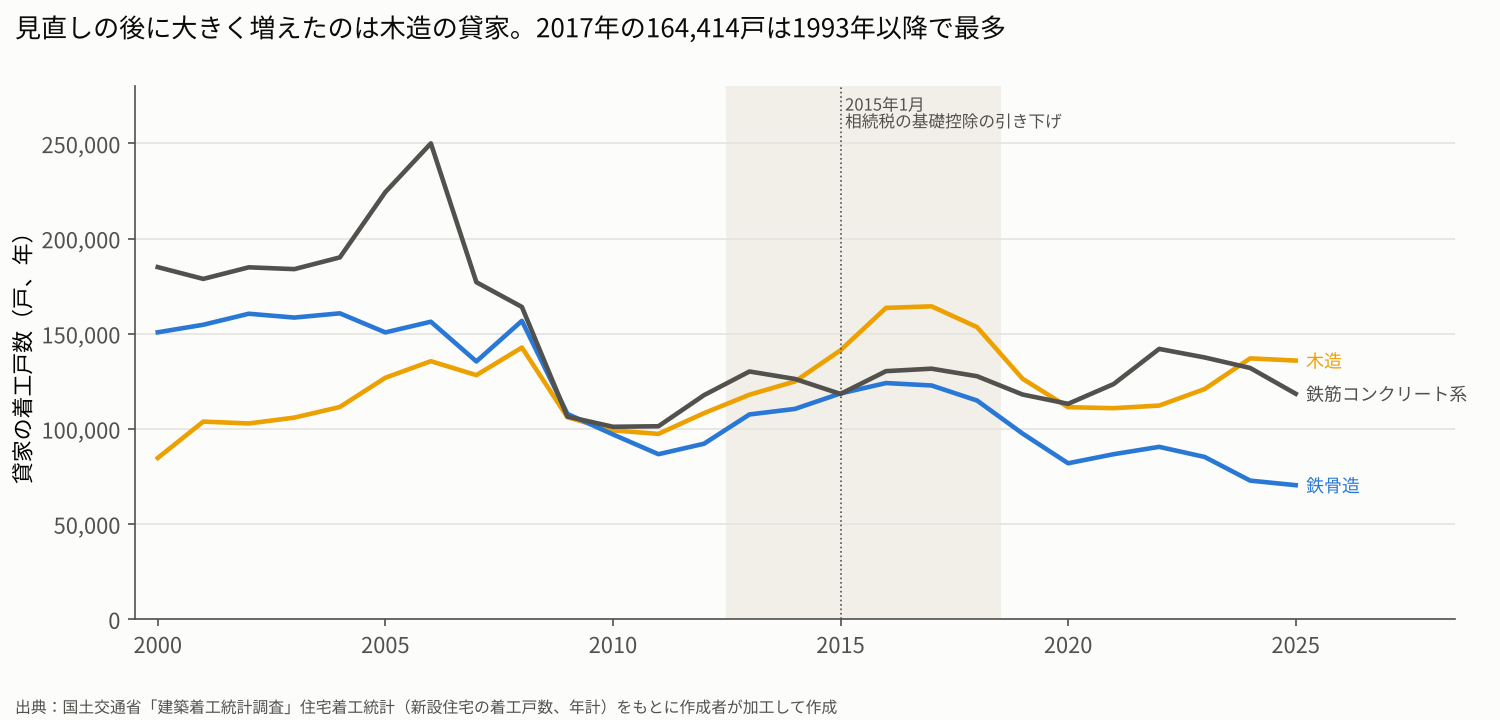 見直しの後に大きく増えたのは木造の貸家。2017年の164,414戸は1993年以降で最多
2015年1月
相続税の基礎控除の引き下げ
貸家の着工戸数（戸、年）
250,000
200,000
150,000
100,000
50,000
0
木造
鉄筋コンクリート系
鉄骨造
2000
2005
2010
2015
2020
2025
出典：国土交通省「建築着工統計調査」住宅着工統計（新設住宅の着工戸数、年計）をもとに作成者が加工して作成